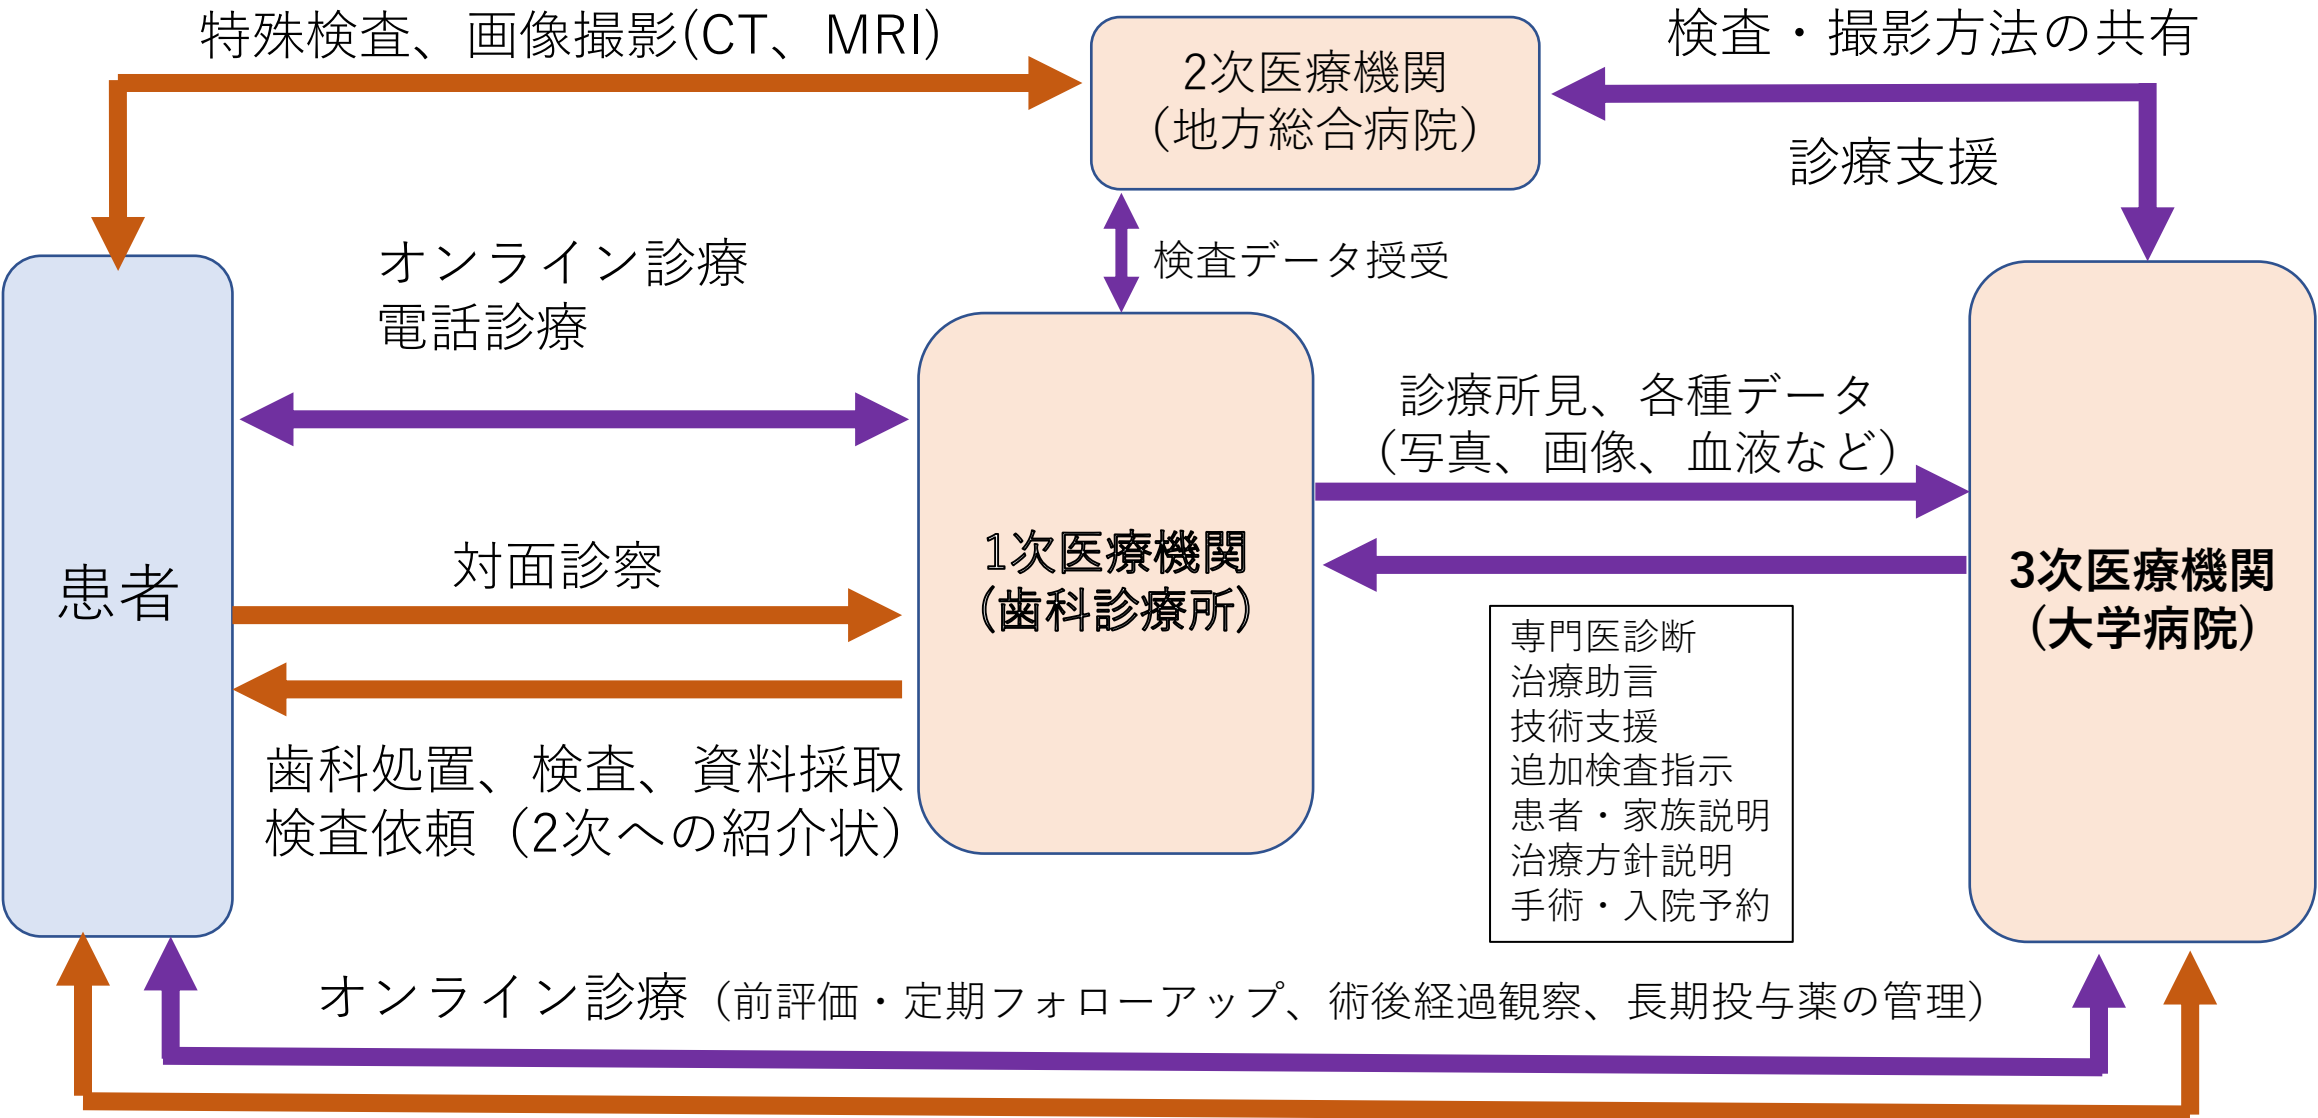 特殊検査、画像撮影(CT、MRI)
2次医療機関
（地方総合病院）
検査・撮影方法の共有
診療支援
オンライン診療
電話診療
検査データ授受
診療所見、各種データ
（写真、画像、血液など）
対面診察
患者
1次医療機関
(歯科診療所)
3次医療機関
（大学病院）
専門医診断
治療助言
技術支援
追加検査指示
患者・家族説明
治療方針説明
手術・入院予約
歯科処置、検査、資料採取
検査依頼（2次への紹介状）
オンライン診療（前評価・定期フォローアップ、術後経過観察、長期投与薬の管理）